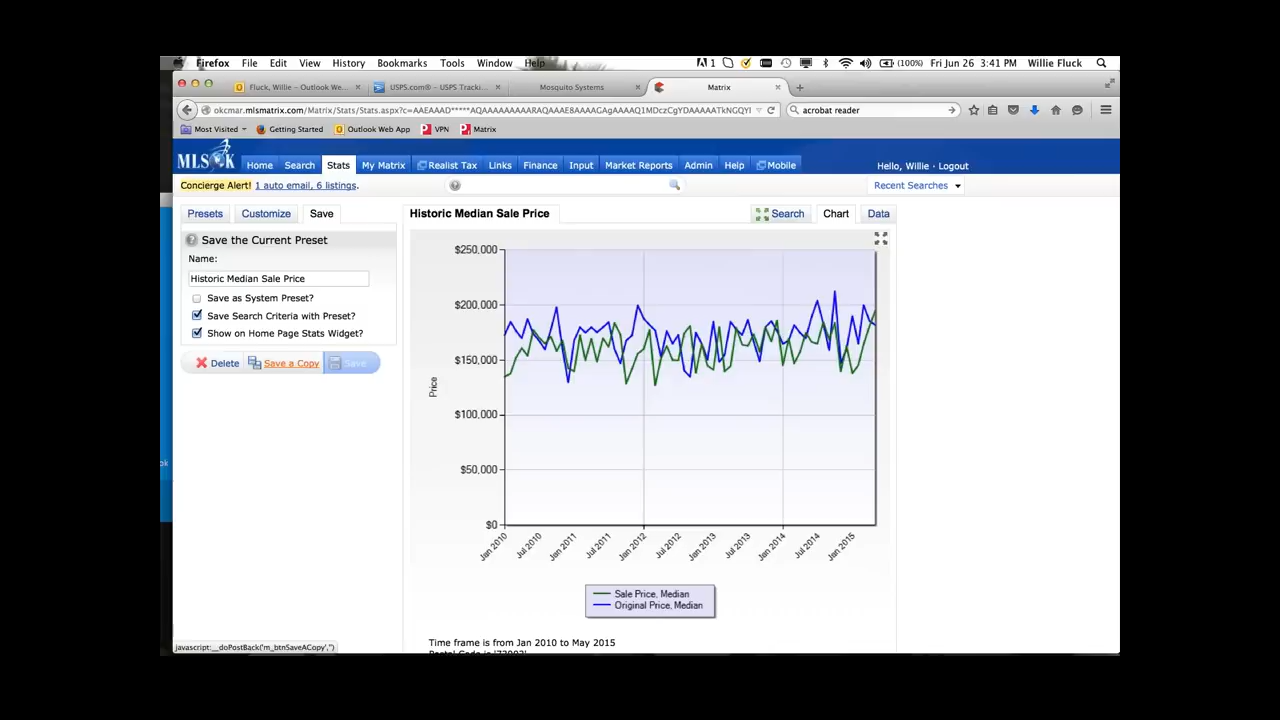 Firefox File Edit View History Bookmarks Tools Window Help 1 (100%) Fri Jun 26 3:41 PM Willie Fluck
Fluck, Willie – Outlook We... × USPS.com® – USPS Tracki... × Mosquito Systems × Matrix × +
acrobat reader
Most Visited Getting Started Outlook Web App VPN Matrix
MLSOK Home Search Stats My Matrix Realist Tax Links Finance Input Market Reports Admin Help Mobile Hello, Willie · Logout
Concierge Alert! 1 auto email, 6 listings. Recent Searches
Presets Customize Save Historic Median Sale Price Search Chart Data
Save the Current Preset
Name:
Historic Median Sale Price
Save as System Preset?
Save Search Criteria with Preset?
Show on Home Page Stats Widget?
Delete Save a Copy Save
$250,000
$200,000
$150,000
$100,000
$50,000
$0
Price
Jan 2010 Jul 2010 Jan 2011 Jul 2011 Jan 2012 Jul 2012 Jan 2013 Jul 2013 Jan 2014 Jul 2014 Jan 2015
Sale Price, Median
Original Price, Median
Time frame is from Jan 2010 to May 2015
javascript:__doPostBack('m_btnSaveACopy','')